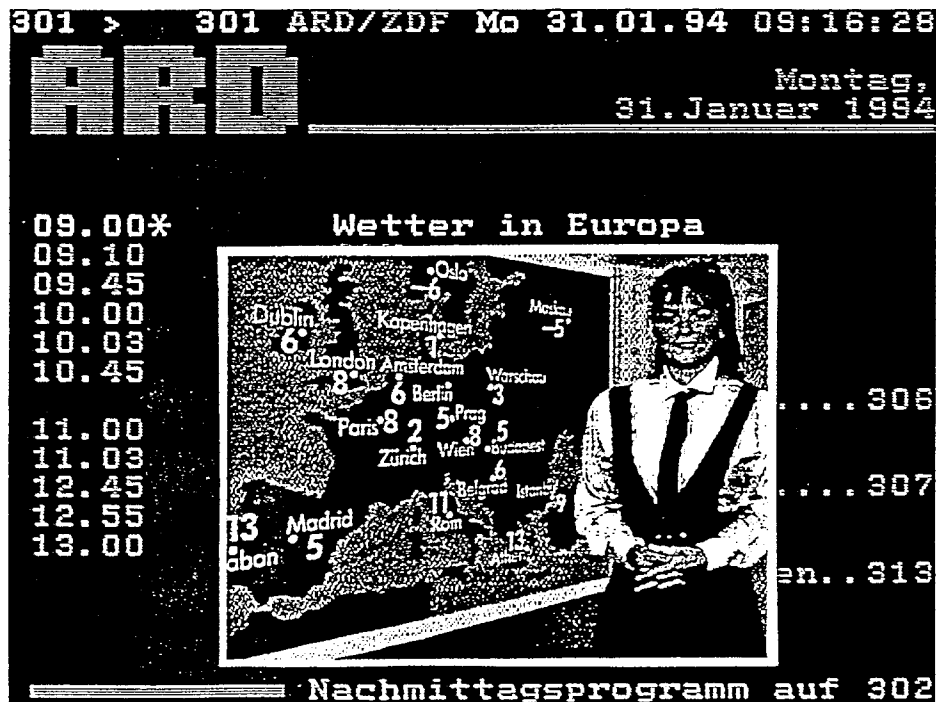 301 > 301 ARD/ZDF Mo 31.01.94 09:16:28
ARD
Montag,
31.Januar 1994
09.00* Wetter in Europa
09.10
09.45
10.00
10.03
10.45
....306
11.00
11.03
12.45
....307
12.55
13.00
en..313
Oslo
-6
Moskau
-5
Dublin
6
Kopenhagen
1
London
8
Amsterdam
6
Berlin
5
Warschau
3
Paris 8
Prag
8
2
Zürich
Wien
5
Budapest
6
Belgrad
Istanbul
11
Rom
13
13
abon
Madrid
5
Nachmittagsprogramm auf 302